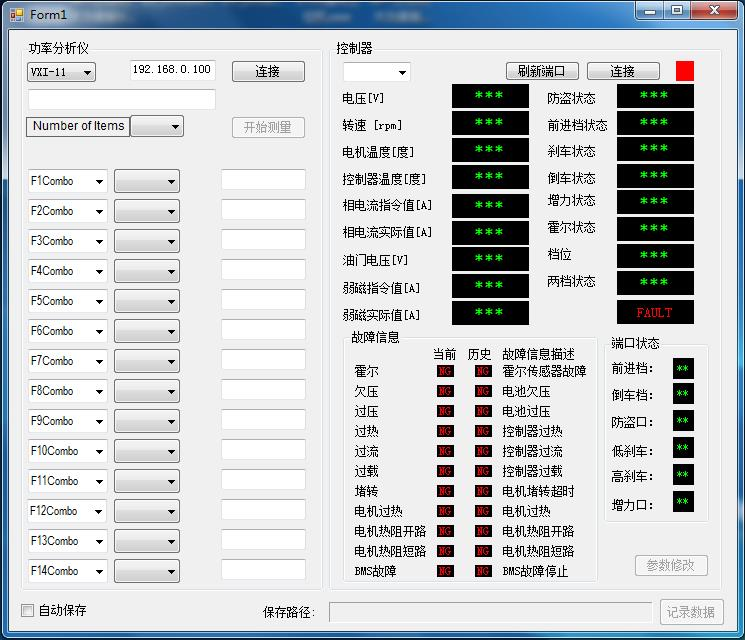 Form1
功率分析仪
VXI-11 192.168.0.100 连接
Number of Items 开始测量
F1Combo
F2Combo
F3Combo
F4Combo
F5Combo
F6Combo
F7Combo
F8Combo
F9Combo
F10Combo
F11Combo
F12Combo
F13Combo
F14Combo
控制器
刷新端口 连接
电压[V] *** 防盗状态 ***
转速 [rpm] *** 前进档状态 ***
电机温度[度] *** 刹车状态 ***
控制器温度[度] *** 倒车状态 ***
相电流指令值[A] *** 增力状态 ***
相电流实际值[A] *** 霍尔状态 ***
油门电压[V] *** 档位 ***
弱磁指令值[A] *** 两档状态 ***
弱磁实际值[A] *** FAULT
故障信息
当前 历史 故障信息描述
霍尔 NG NG 霍尔传感器故障
欠压 NG NG 电池欠压
过压 NG NG 电池过压
过热 NG NG 控制器过热
过流 NG NG 控制器过流
过载 NG NG 控制器过载
堵转 NG NG 电机堵转超时
电机过热 NG NG 电机过热
电机热阻开路 NG NG 电机热阻开路
电机热阻短路 NG NG 电机热阻短路
BMS故障 NG NG BMS故障停止
端口状态
前进档: **
倒车档: **
防盗口: **
低刹车: **
高刹车: **
增力口: **
参数修改
自动保存 保存路径: 记录数据